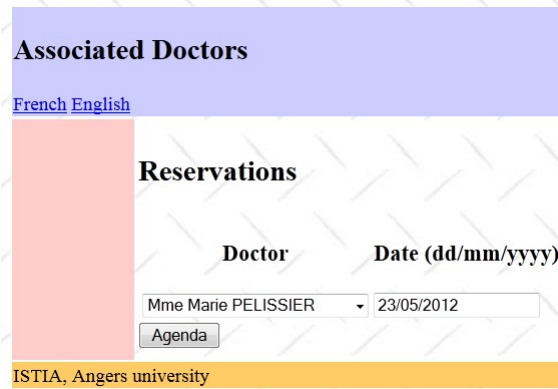 Associated Doctors
French English
Reservations
Doctor Date (dd/mm/yyyy)
Mme Marie PELISSIER 23/05/2012
Agenda
ISTIA, Angers university